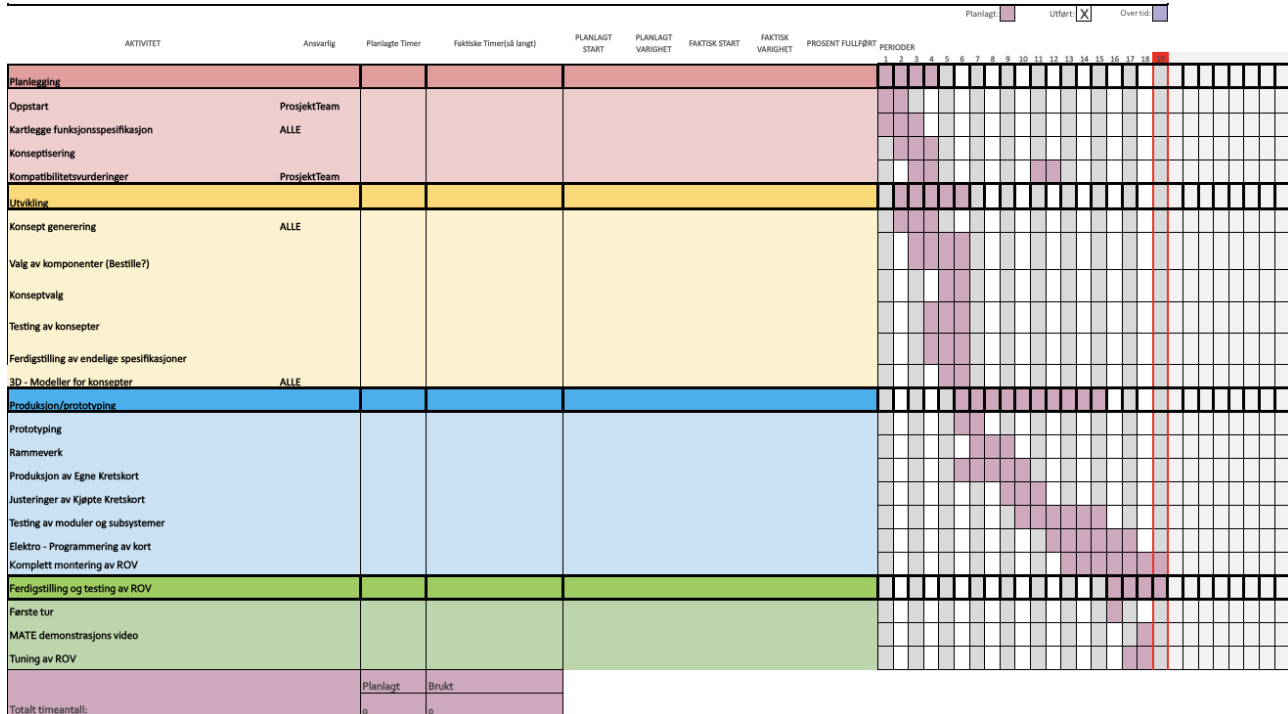 Planlagt: Utført: X Over tid:
AKTIVITET Ansvarlig Planlagte Timer Faktiske Timer(så langt) PLANLAGT START PLANLAGT VARIGHET FAKTISK START FAKTISK VARIGHET PROSENT FULLFØRT PERIODER
1 2 3 4 5 6 7 8 9 10 11 12 13 14 15 16 17 18
Planlegging
Oppstart ProsjektTeam
Kartlegge funksjonsspesifikasjon ALLE
Konseptisering
Kompatibilitetsvurderinger ProsjektTeam
Utvikling
Konsept generering ALLE
Valg av komponenter (Bestille?)
Konseptvalg
Testing av konsepter
Ferdigstilling av endelige spesifikasjoner
3D - Modeller for konsepter ALLE
Produksjon/prototyping
Prototyping
Rammeverk
Produksjon av Egne Kretskort
Justeringer av Kjøpte Kretskort
Testing av moduler og subsystemer
Elektro - Programmering av kort
Komplett montering av ROV
Ferdigstilling og testing av ROV
Første tur
MATE demonstrasjons video
Tuning av ROV
Planlagt Brukt
Totalt timeantall: 0 0